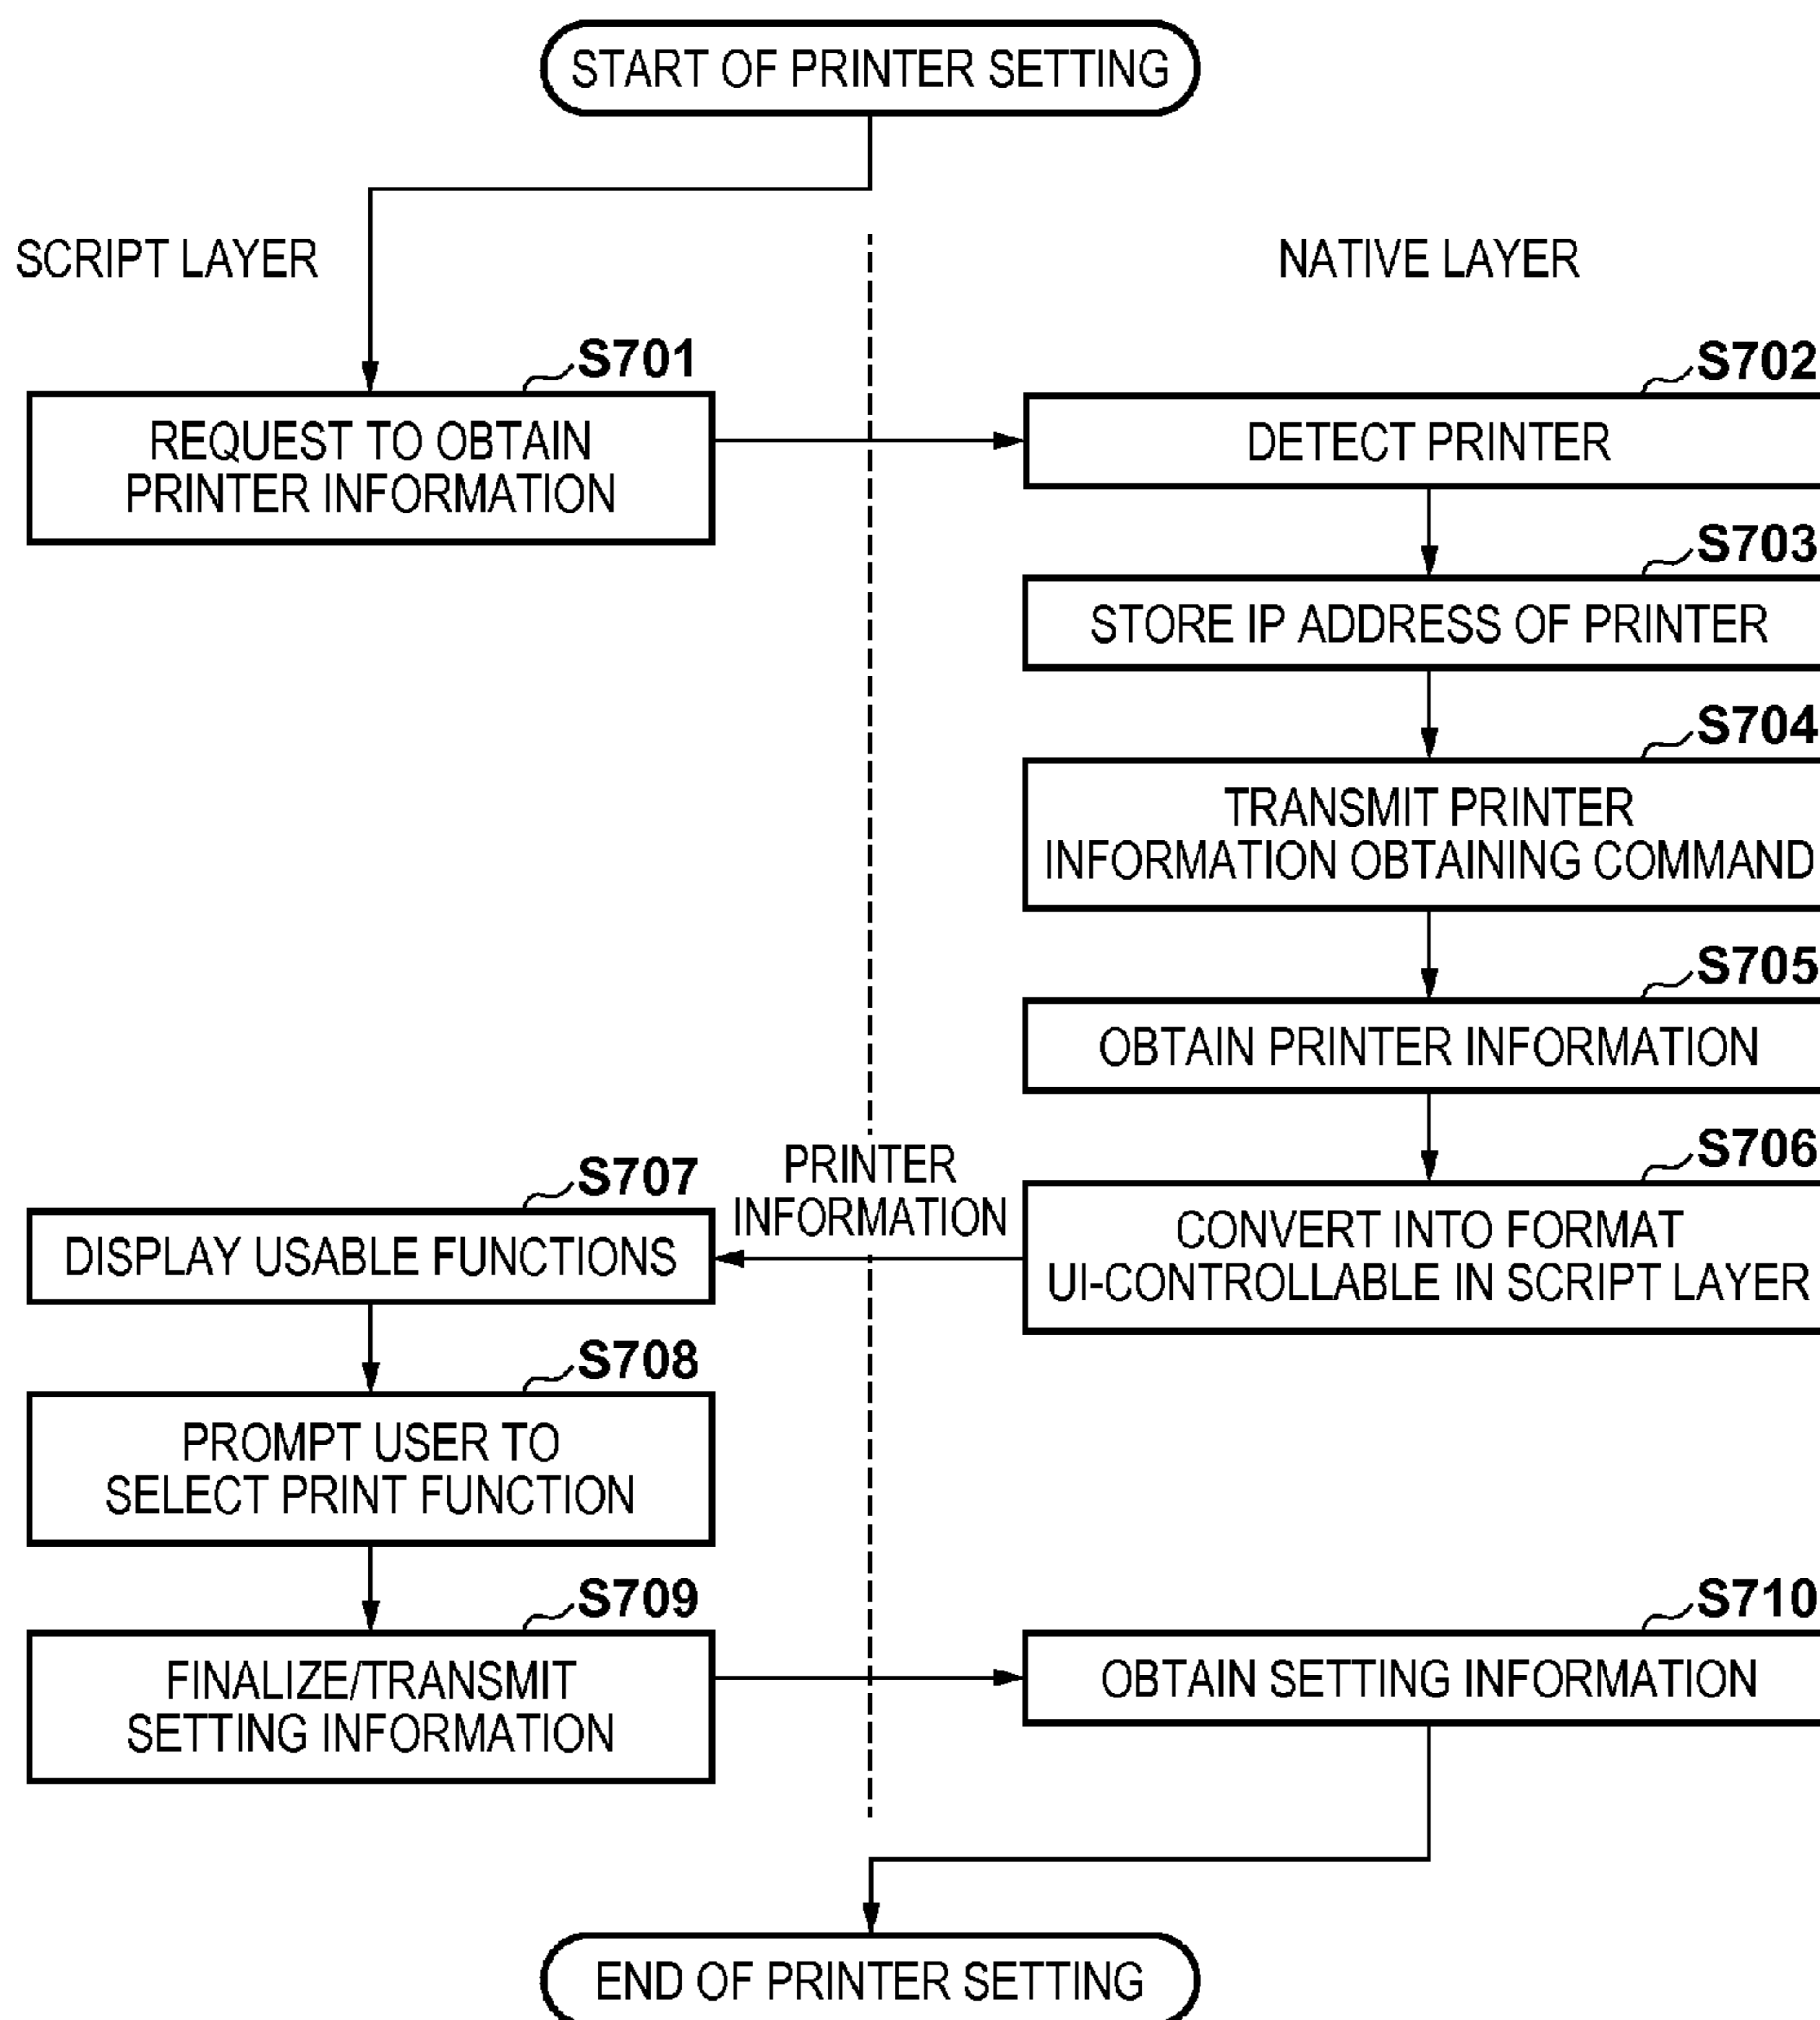 START OF PRINTER SETTING
SCRIPT LAYER
NATIVE LAYER
S701
REQUEST TO OBTAIN
PRINTER INFORMATION
S702
DETECT PRINTER
S703
STORE IP ADDRESS OF PRINTER
S704
TRANSMIT PRINTER
INFORMATION OBTAINING COMMAND
S705
OBTAIN PRINTER INFORMATION
S706
CONVERT INTO FORMAT
UI-CONTROLLABLE IN SCRIPT LAYER
PRINTER
INFORMATION
S707
DISPLAY USABLE FUNCTIONS
S708
PROMPT USER TO
SELECT PRINT FUNCTION
S709
FINALIZE/TRANSMIT
SETTING INFORMATION
S710
OBTAIN SETTING INFORMATION
END OF PRINTER SETTING